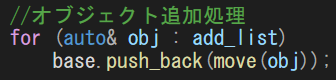 //オブジェクト追加処理
for (auto& obj : add_list)
    base.push_back(move(obj));